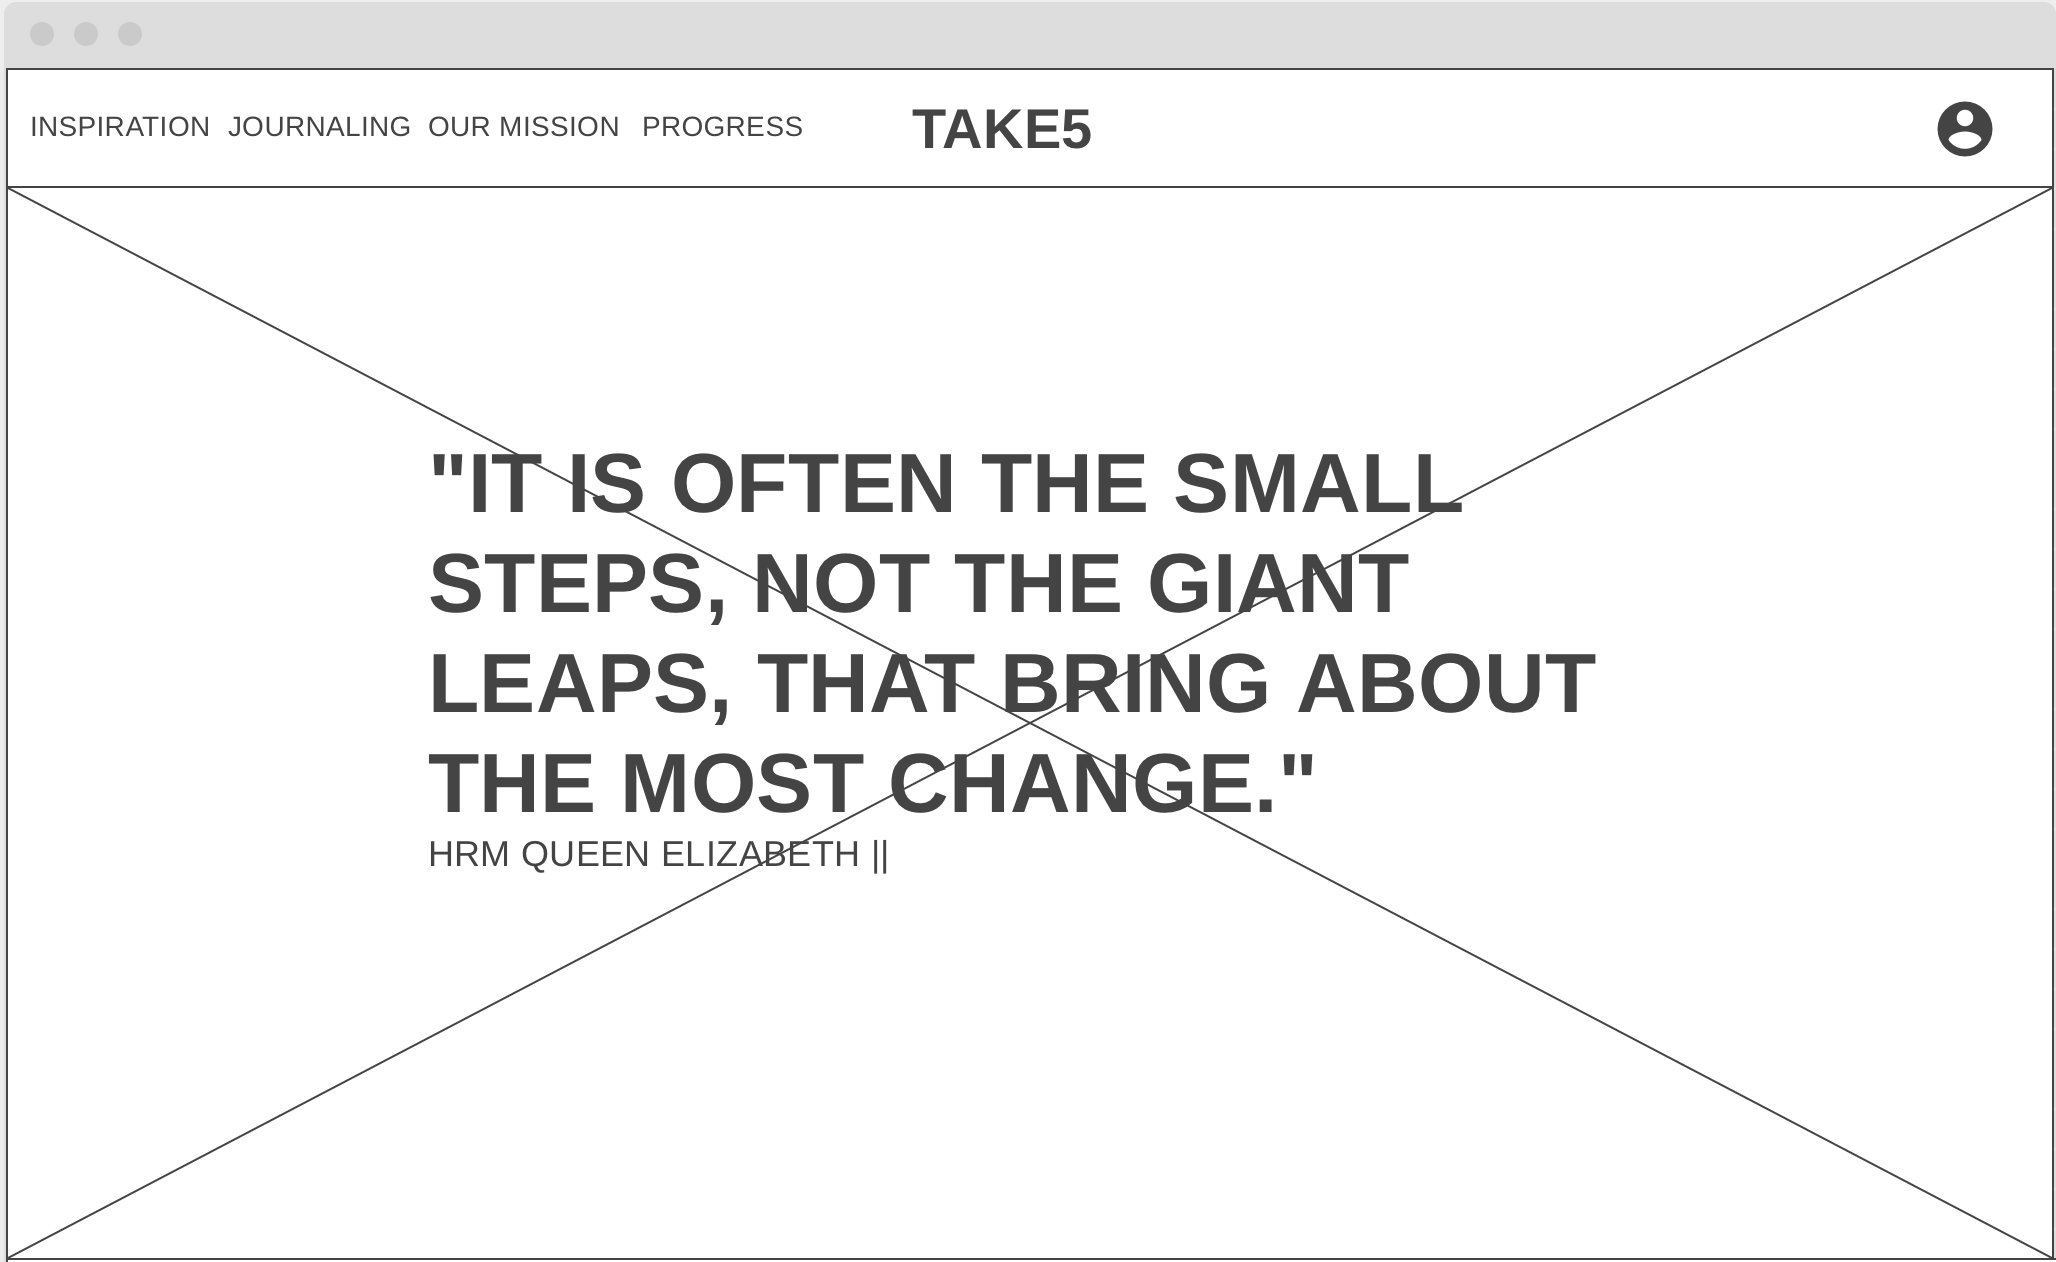 INSPIRATION JOURNALING OUR MISSION PROGRESS TAKE5
"IT IS OFTEN THE SMALL
STEPS, NOT THE GIANT
LEAPS, THAT BRING ABOUT
THE MOST CHANGE."
HRM QUEEN ELIZABETH ||